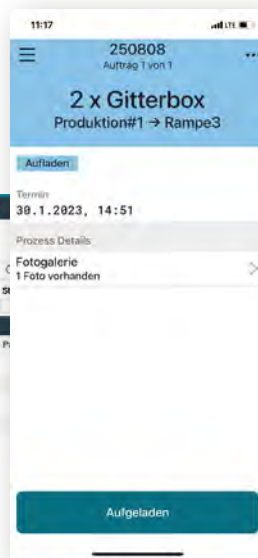 11:17
LTE
250808
Auftrag 1 von 1
2 x Gitterbox
Produktion#1 → Rampe3
Aufladen
Termin
30.1.2023, 14:51
Prozess Details
Fotogalerie
1 Foto vorhanden
Aufgeladen